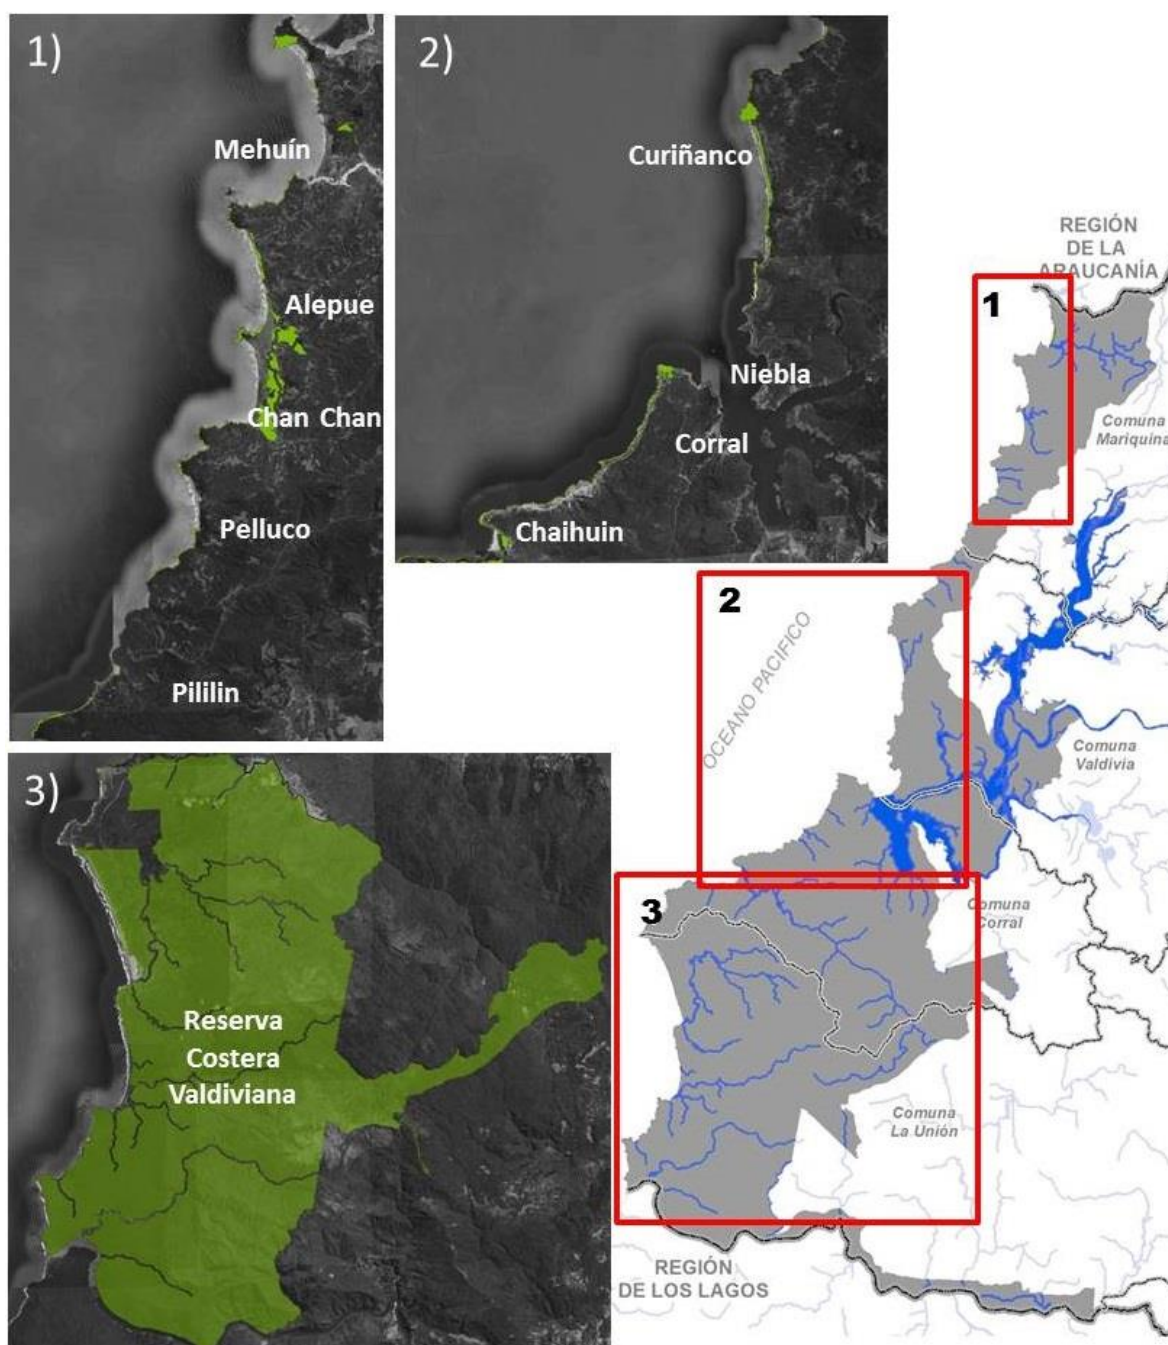 1)
Mehuín
Alepue
Chan Chan
Pelluco
Pililin
2)
Curiñanco
Niebla
Corral
Chaihuin
3)
Reserva
Costera
Valdiviana
REGIÓN
DE LA
ARAUCANÍA
1
Comuna
Mariquina
2
OCEANO PACIFICO
Comuna
Valdivia
3
Comuna
Corral
Comuna
La Unión
REGIÓN
DE LOS LAGOS